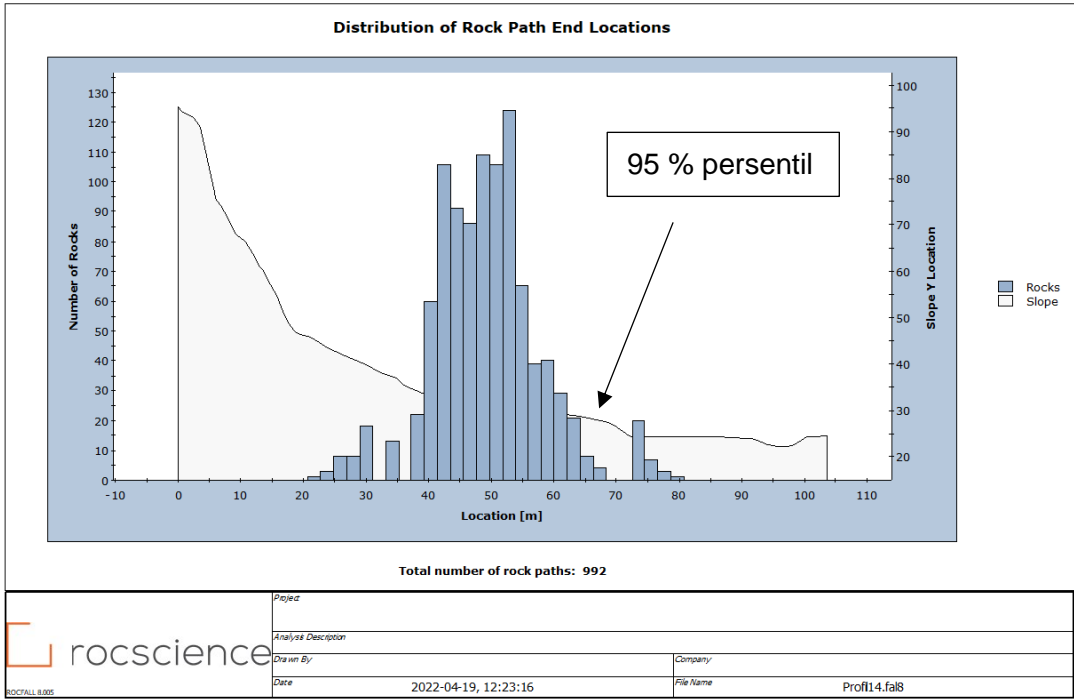 Distribution of Rock Path End Locations
130
120
110
100
90
80
70
60
50
40
30
20
10
0
Number of Rocks
100
90
80
70
60
50
40
30
20
Slope Y Location
95 % persentil
-10 0 10 20 30 40 50 60 70 80 90 100 110
Location [m]
Rocks
Slope
Total number of rock paths: 992
rocscience
ROCFALL 8.005
Project
Analysis Description
Drawn By
Company
Date 2022-04-19, 12:23:16
File Name Profil14.fal8